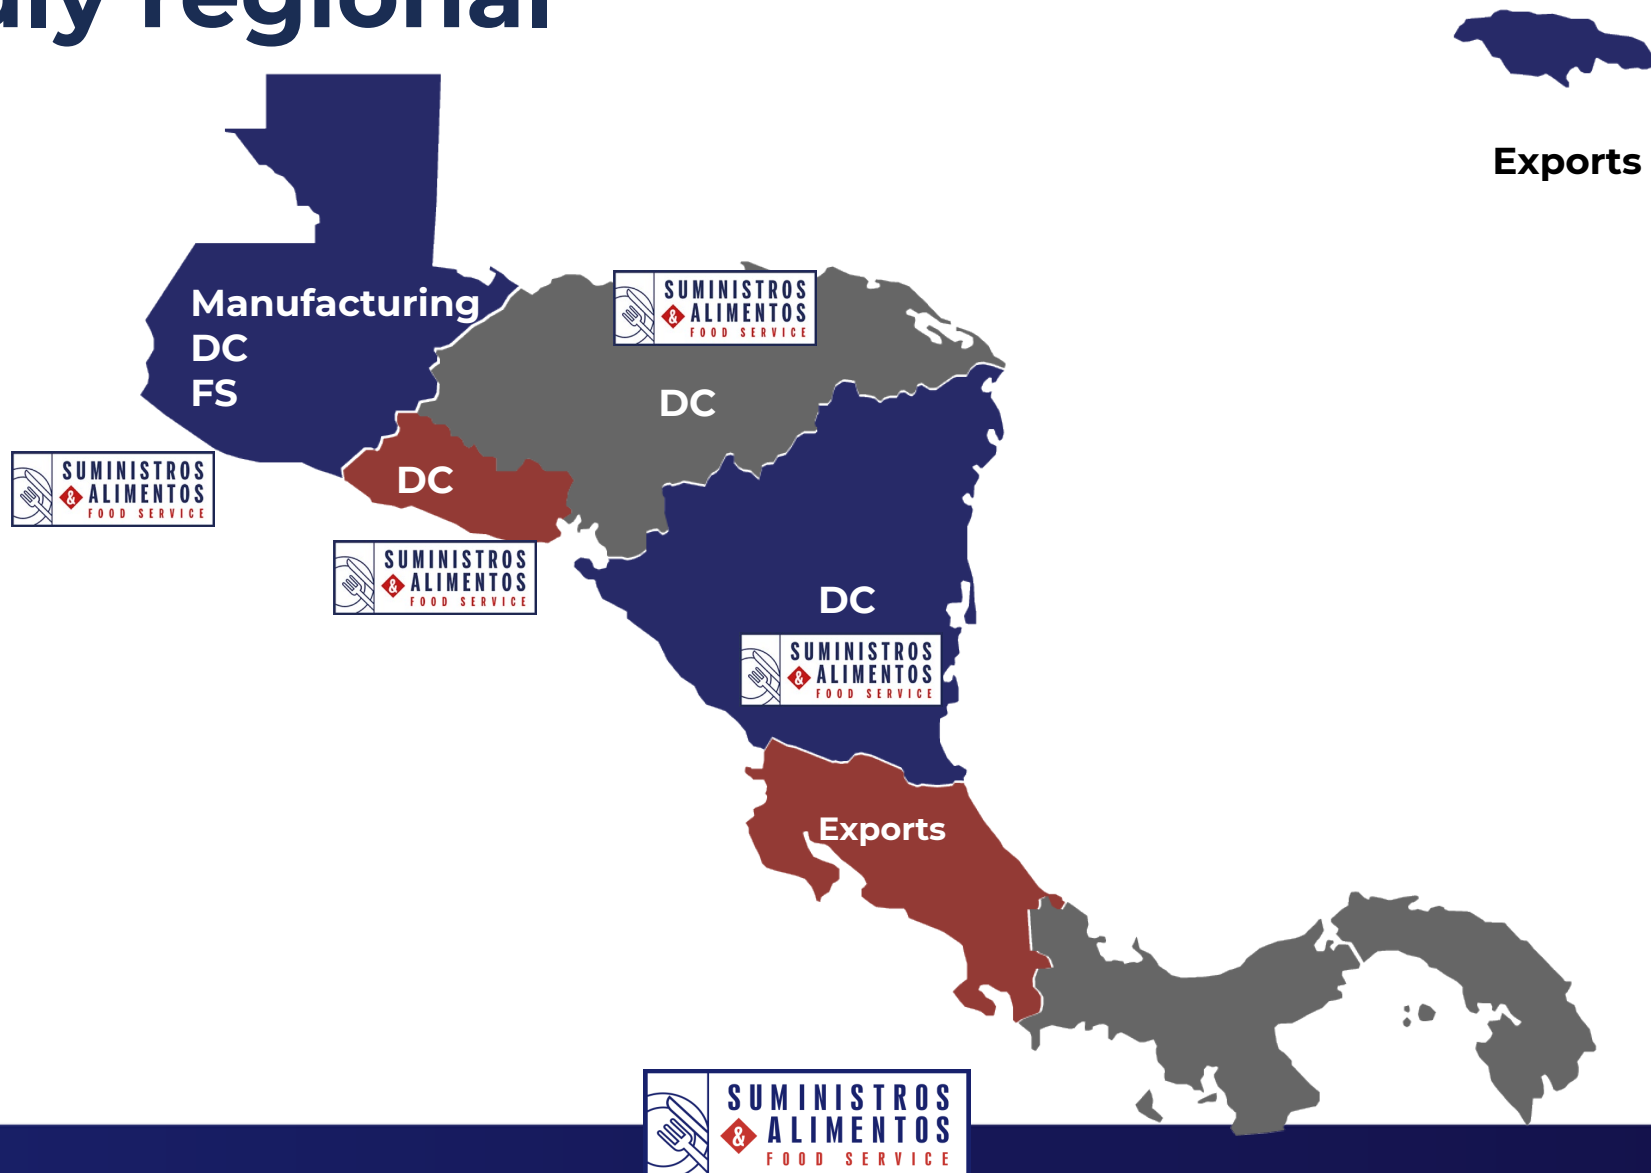 regional
Exports
SUMINISTROS
& ALIMENTOS
FOOD SERVICE
Manufacturing
DC
FS
DC
SUMINISTROS
& ALIMENTOS
FOOD SERVICE
DC
SUMINISTROS
& ALIMENTOS
FOOD SERVICE
DC
SUMINISTROS
& ALIMENTOS
FOOD SERVICE
Exports
SUMINISTROS
& ALIMENTOS
FOOD SERVICE